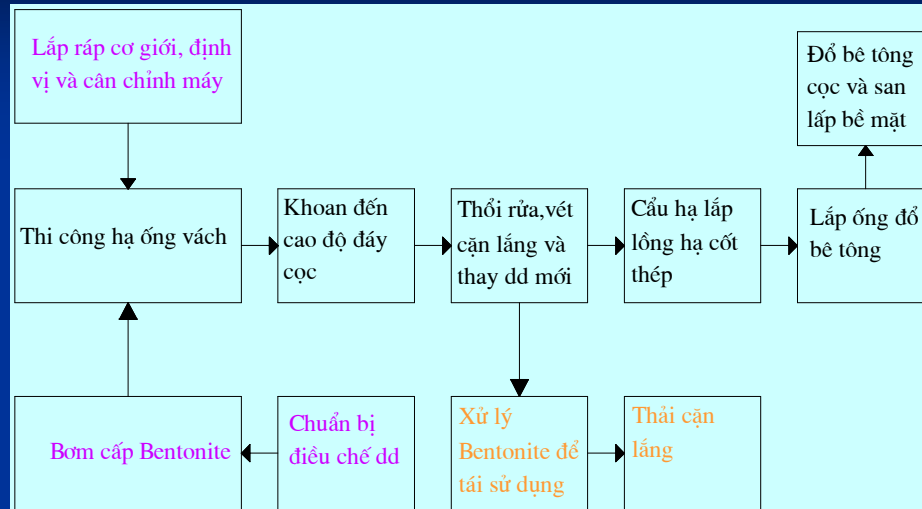 Lắp ráp cơ giới, định
vị và cân chỉnh máy
Đổ bê tông
cọc và san
lấp bề mặt
Thi công hạ ống vách
Khoan đến
cao độ đáy
cọc
Thổi rửa,vét
cặn lắng và
thay dd mới
Cẩu hạ lắp
lồng hạ cốt
thép
Lắp ống đổ
bê tông
Bơm cấp Bentonite
Chuẩn bị
điều chế dd
Xử lý
Bentonite để
tái sử dụng
Thải cặn
lắng